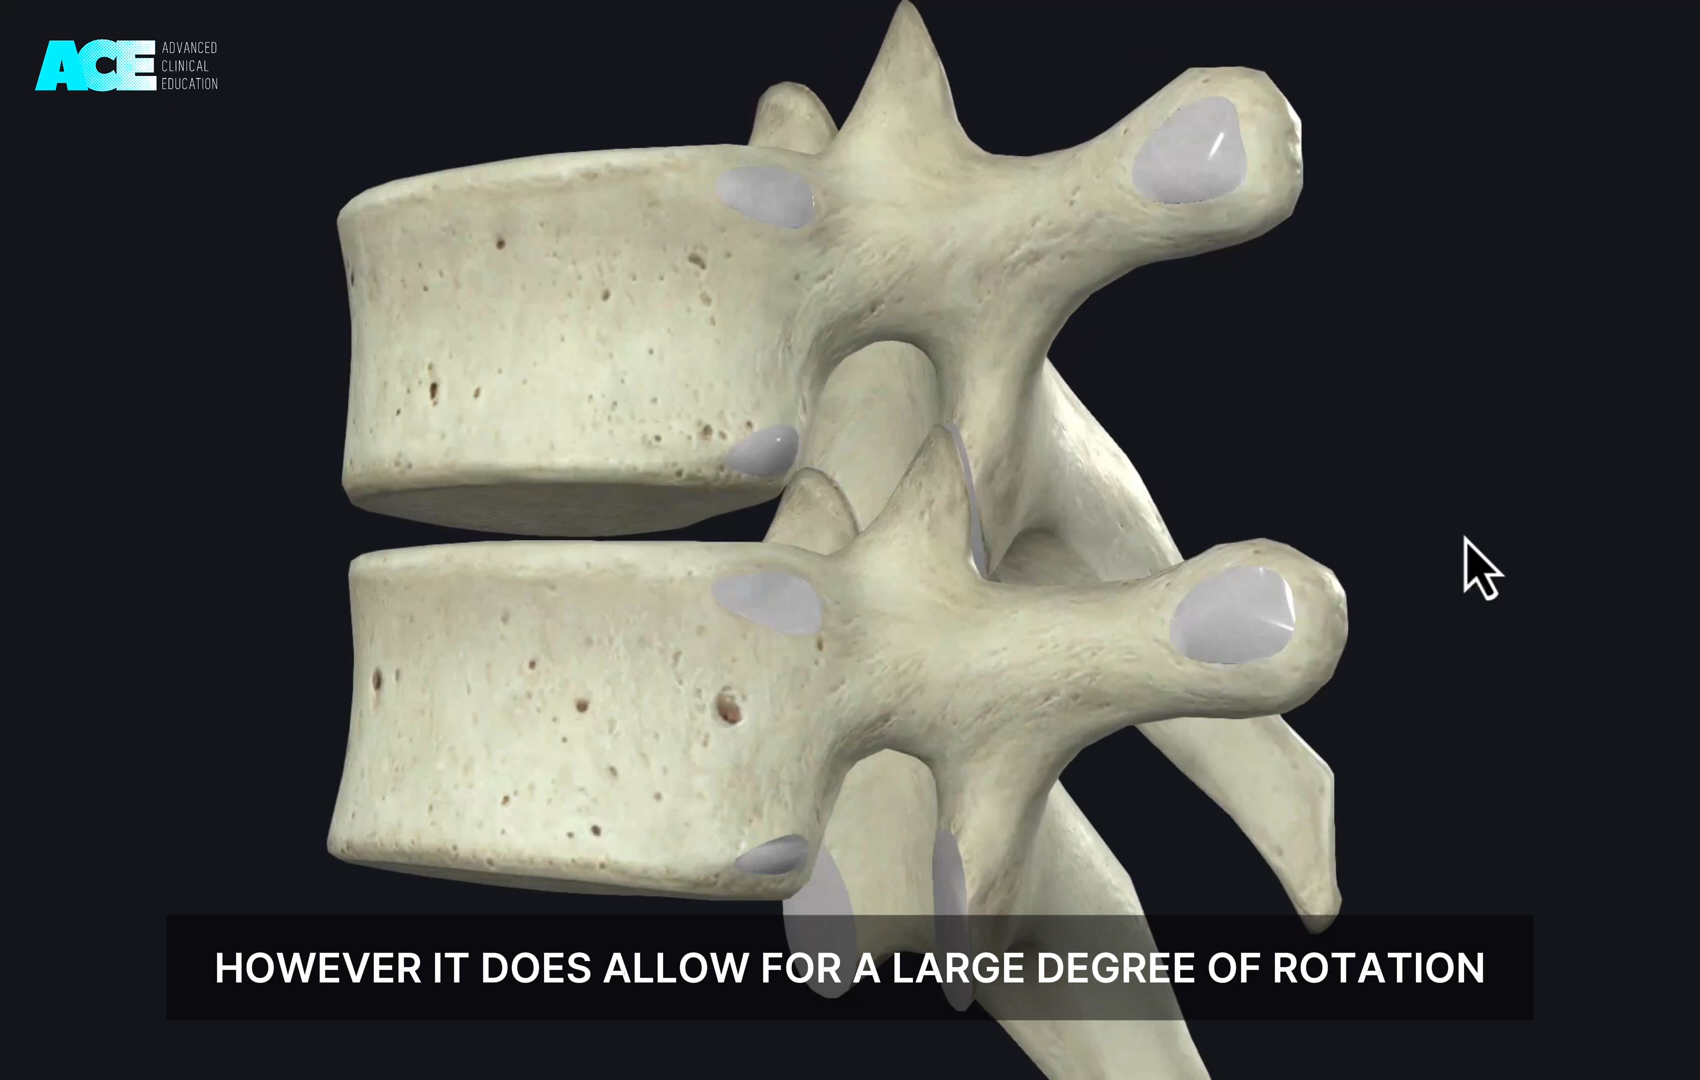 ACE
ADVANCED
CLINICAL
EDUCATION
HOWEVER IT DOES ALLOW FOR A LARGE DEGREE OF ROTATION